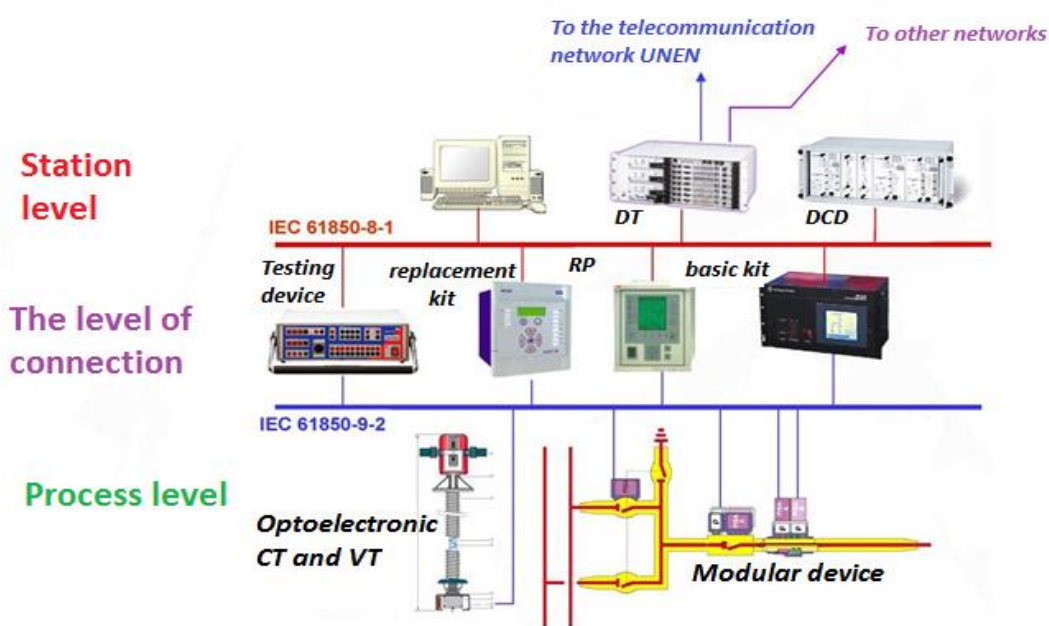 To the telecommunication
network UNEN
To other networks
Station
level
DT
DCD
IEC 61850-8-1
Testing
device
replacement
kit
RP
basic kit
The level of
connection
IEC 61850-9-2
Process level
Optoelectronic
CT and VT
Modular device